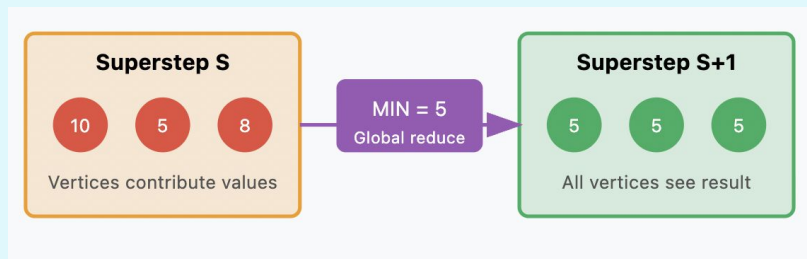 Superstep S
10 5 8
Vertices contribute values
MIN = 5
Global reduce
Superstep S+1
5 5 5
All vertices see result